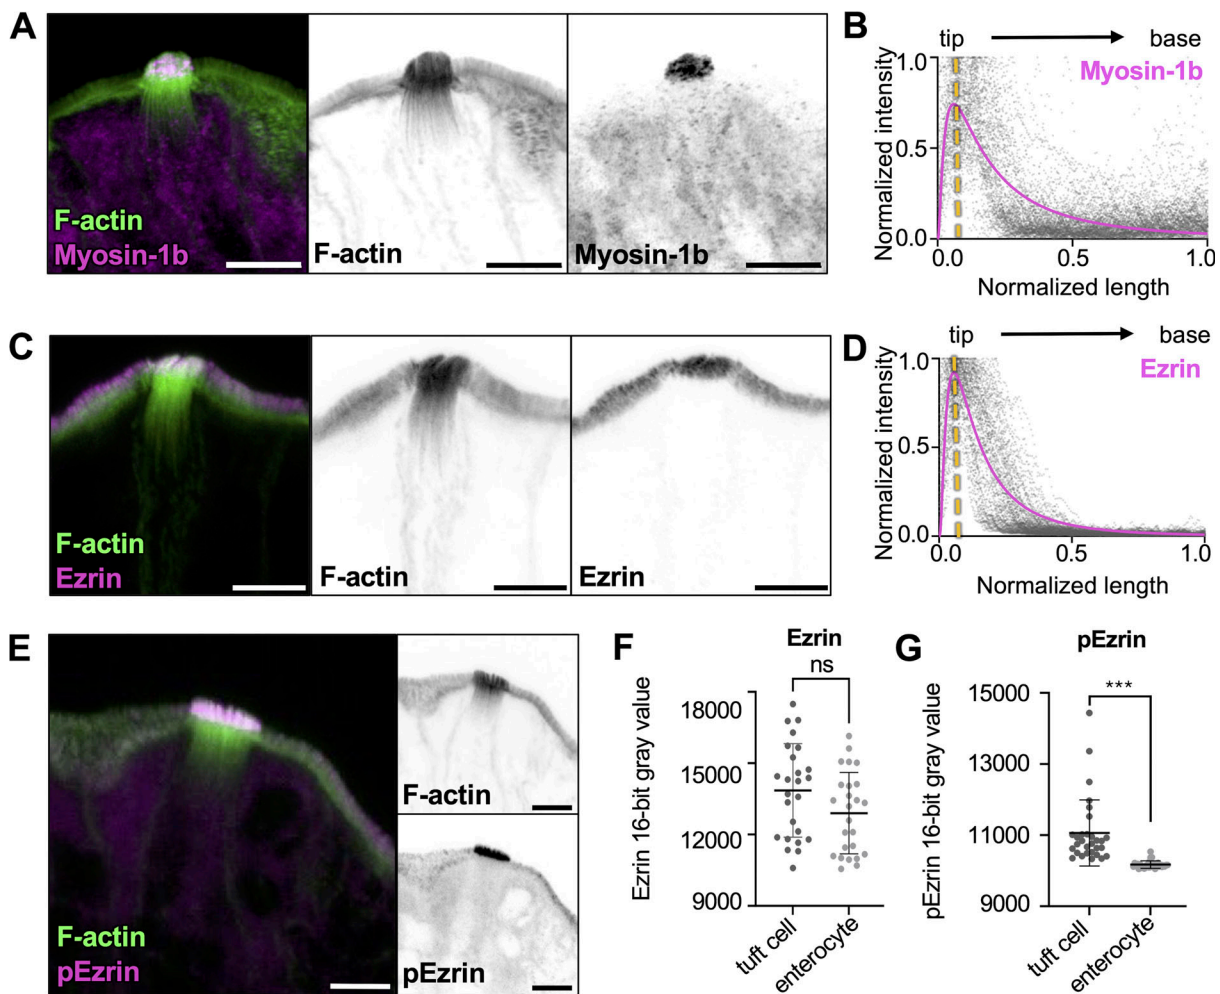 A
F-actin
Myosin-1b
F-actin
Myosin-1b
B
tip
base
Myosin-1b
Normalized intensity
1.0
0.5
0.0
0.0
0.5
1.0
Normalized length
C
F-actin
Ezrin
F-actin
Ezrin
D
tip
base
Ezrin
Normalized intensity
1.0
0.5
0.0
0.0
0.5
1.0
Normalized length
E
F-actin
pEzrin
F-actin
pEzrin
F
Ezrin
ns
Ezrin 16-bit gray value
18000
15000
12000
9000
tuft cell
enterocyte
G
pEzrin
***
pEzrin 16-bit gray value
15000
13000
11000
9000
tuft cell
enterocyte